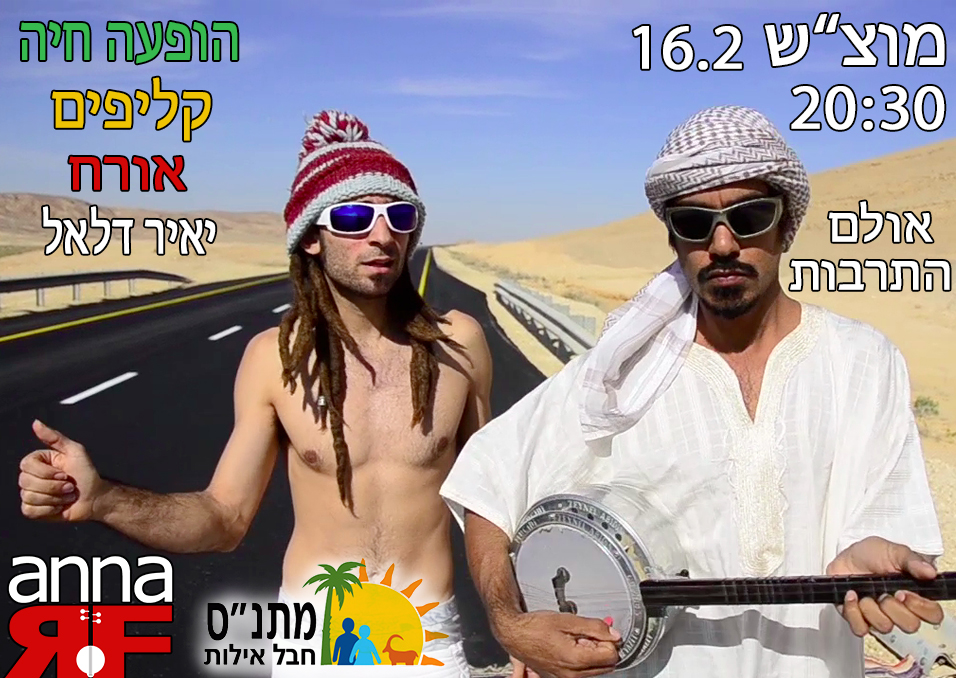 מוצ"ש 16.2
20:30
אולם
התרבות
הופעה חיה
קליפים
אורח
יאיר דלאל
anna
RF
מתנ"ס
חבל אילות